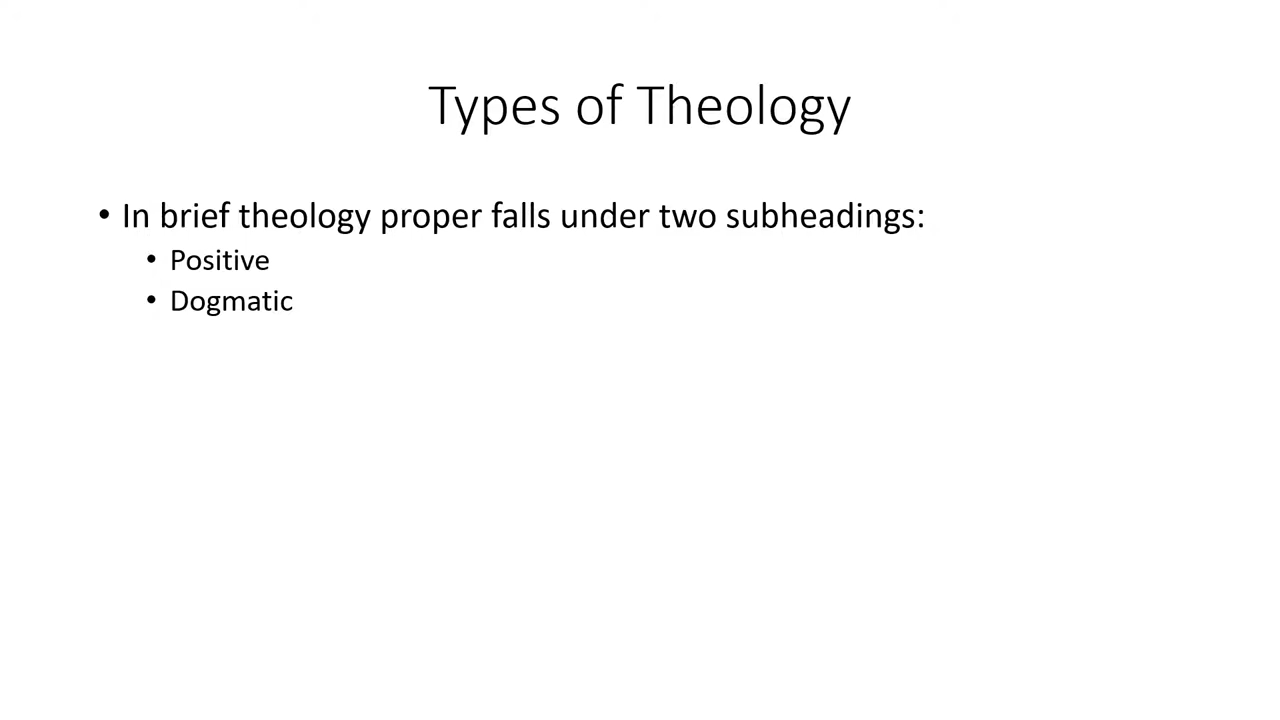 Types of Theology
• In brief theology proper falls under two subheadings:
• Positive
• Dogmatic